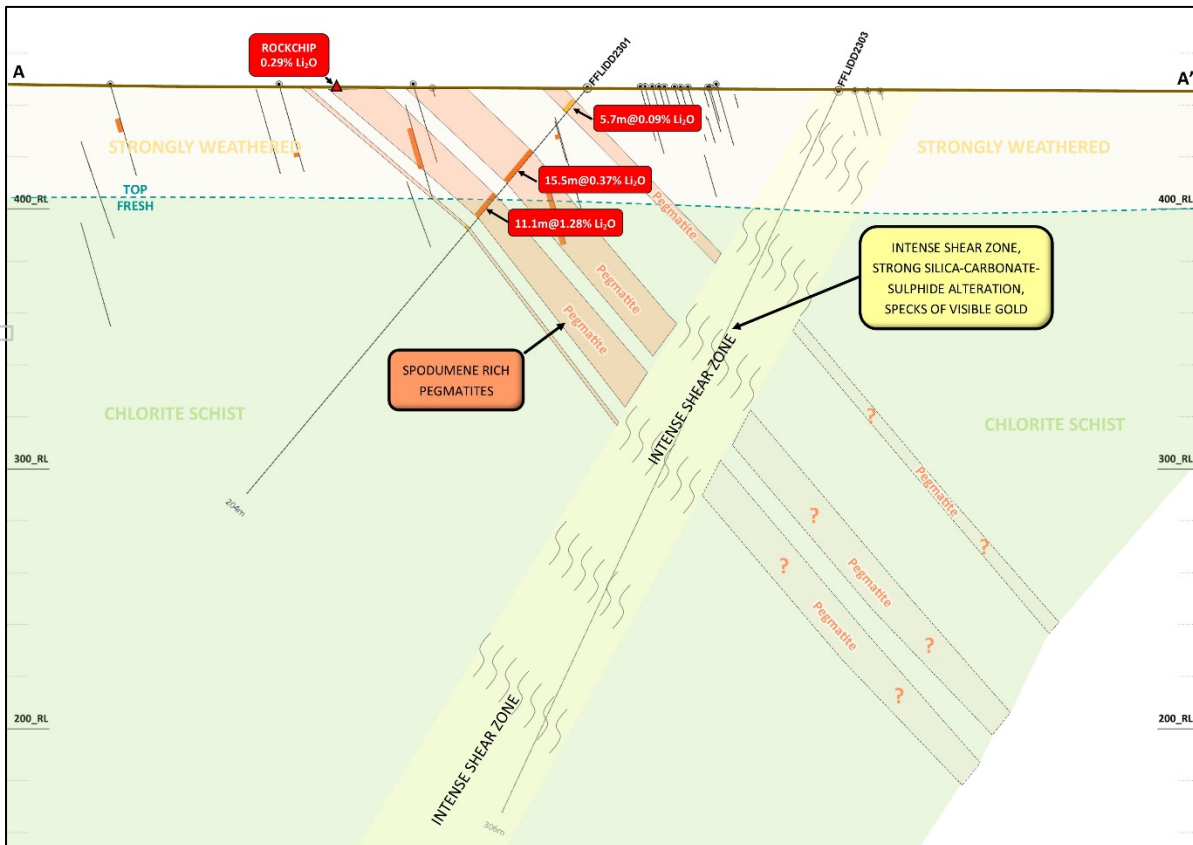 A
ROCKCHIP
0.29% Li₂O
FFLIDD2301
FFLIDD2303
A'
5.7m@0.09% Li₂O
STRONGLY WEATHERED
STRONGLY WEATHERED
15.5m@0.37% Li₂O
TOP
FRESH
400_RL
400_RL
11.1m@1.28% Li₂O
Pegmatite
INTENSE SHEAR ZONE,
STRONG SILICA-CARBONATE-
SULPHIDE ALTERATION,
SPECKS OF VISIBLE GOLD
Pegmatite
Pegmatite
SPODUMENE RICH
PEGMATITES
INTENSE SHEAR ZONE
CHLORITE SCHIST
CHLORITE SCHIST
?
300_RL
300_RL
Pegmatite
204m
?
?
?
Pegmatite
Pegmatite
?
?
200_RL
200_RL
INTENSE SHEAR ZONE
306m